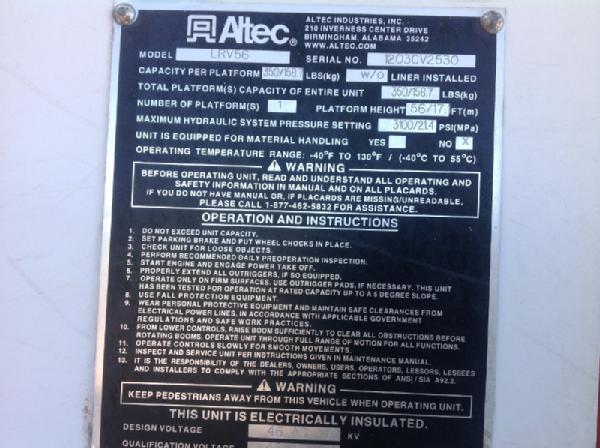 Altec
ALTEC INDUSTRIES, INC.
210 INVERNESS CENTER DRIVE
BIRMINGHAM, ALABAMA 35242
WWW.ALTEC.COM
MODEL LRV56 SERIAL NO. 1203CV2530
CAPACITY PER PLATFORM 350/158.7 LBS(kg) W/O LINER INSTALLED
TOTAL PLATFORM(S) CAPACITY OF ENTIRE UNIT 350/158.7 LBS(kg)
NUMBER OF PLATFORM(S) 1 PLATFORM HEIGHT 56/17 FT(m)
MAXIMUM HYDRAULIC SYSTEM PRESSURE SETTING 3100/21.4 PSI(MPa)
UNIT IS EQUIPPED FOR MATERIAL HANDLING YES NO X
OPERATING TEMPERATURE RANGE: -40°F TO 130°F / (-40°C TO 55°C)
WARNING
BEFORE OPERATING UNIT, READ AND UNDERSTAND ALL OPERATING AND
SAFETY INFORMATION IN MANUAL AND ON ALL PLACARDS.
IF YOU DO NOT HAVE MANUAL OR, IF PLACARDS ARE MISSING/UNREADABLE,
PLEASE CALL 1-877-462-5832 FOR ASSISTANCE.
OPERATION AND INSTRUCTIONS
1. DO NOT EXCEED UNIT CAPACITY.
2. SET PARKING BRAKE AND PUT WHEEL CHOCKS IN PLACE.
3. CHECK UNIT FOR LOOSE OBJECTS.
4. PERFORM RECOMMENDED DAILY PREOPERATION INSPECTION.
5. START ENGINE AND ENGAGE POWER TAKE OFF.
6. PROPERLY EXTEND ALL OUTRIGGERS, IF SO EQUIPPED.
7. OPERATE ONLY ON FIRM SURFACES. USE OUTRIGGER PADS, IF NECESSARY. THIS UNIT
HAS BEEN TESTED FOR OPERATION AT RATED CAPACITY UP TO A 5 DEGREE SLOPE.
8. USE FALL PROTECTION EQUIPMENT.
9. WEAR PERSONAL PROTECTIVE EQUIPMENT AND MAINTAIN SAFE CLEARANCES FROM
ELECTRICAL POWER LINES, IN ACCORDANCE WITH APPLICABLE GOVERNMENT
REGULATIONS AND SAFE WORK PRACTICES.
10. FROM LOWER CONTROLS, RAISE BOOM SUFFICIENTLY TO CLEAR ALL OBSTRUCTIONS BEFORE
ROTATING BOOMS. OPERATE UNIT THROUGH FULL RANGE OF MOTION FOR ALL FUNCTIONS.
11. OPERATE CONTROLS SLOWLY FOR SMOOTH MOVEMENTS.
12. INSPECT AND SERVICE UNIT PER INSTRUCTIONS GIVEN IN MAINTENANCE MANUAL.
13. IT IS THE RESPONSIBILITY OF THE DEALERS, OWNERS, USERS, OPERATORS, LESSORS, LESSEES
AND INSTALLERS TO COMPLY WITH THE APPROPRIATE SECTIONS OF ANSI / SIA A92.2.
WARNING
KEEP PEDESTRIANS AWAY FROM THIS VEHICLE WHEN OPERATING UNIT.
THIS UNIT IS ELECTRICALLY INSULATED.
DESIGN VOLTAGE 46 KV
QUALIFICATION VOLTAGE